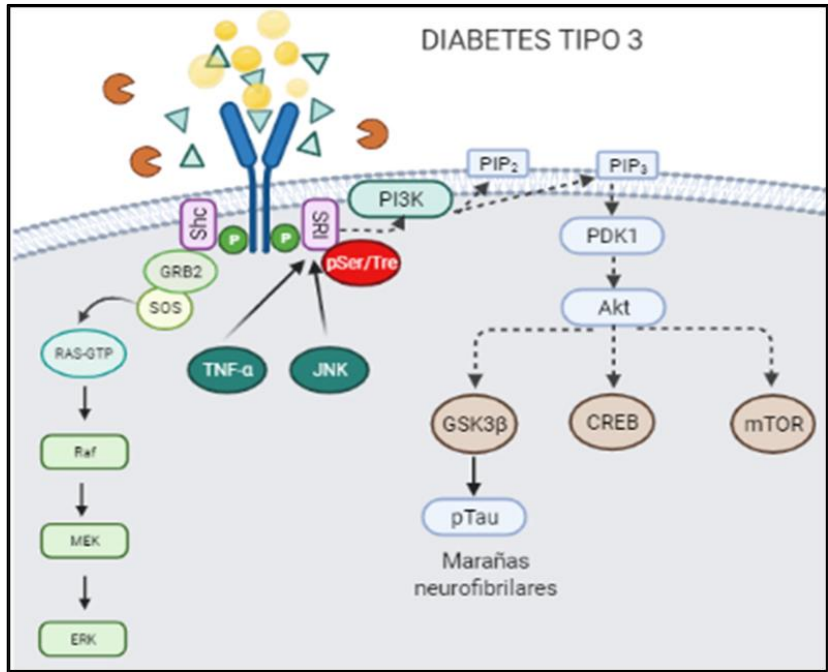 DIABETES TIPO 3
PIP₂
PIP₃
PI3K
Shc
P
P
SRI
pSer/Tre
PDK1
GRB2
SOS
Akt
RAS-GTP
TNF-α
JNK
GSK3β
CREB
mTOR
Raf
pTau
MEK
Marañas
neurofibrilares
ERK